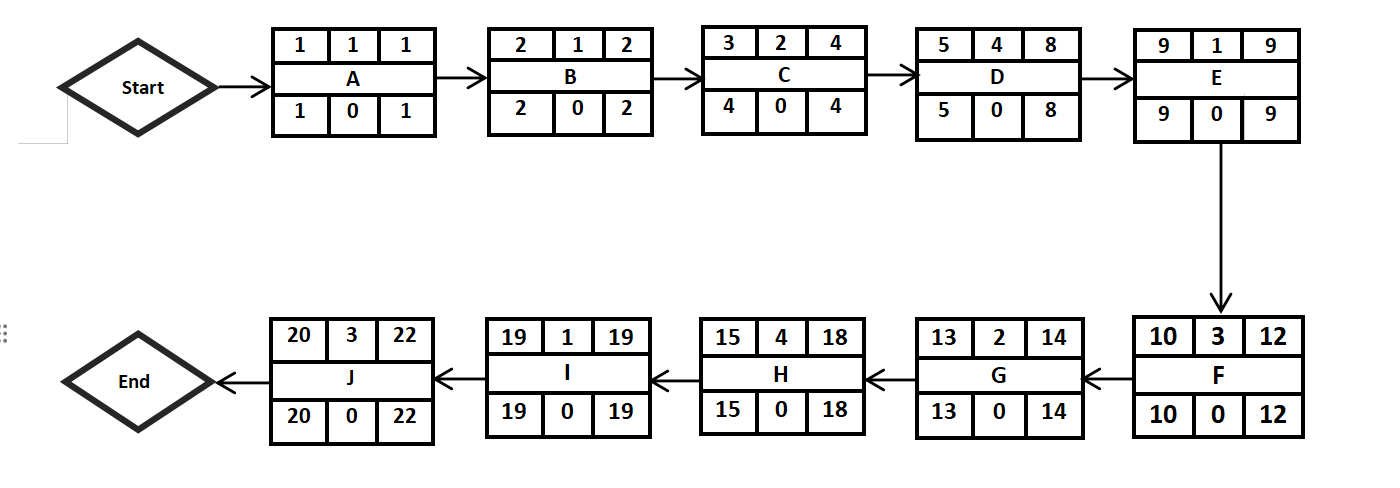 Start
1 1 1
A
1 0 1
2 1 2
B
2 0 2
3 2 4
C
4 0 4
5 4 8
D
5 0 8
9 1 9
E
9 0 9
10 3 12
F
10 0 12
13 2 14
G
13 0 14
15 4 18
H
15 0 18
19 1 19
I
19 0 19
20 3 22
J
20 0 22
End